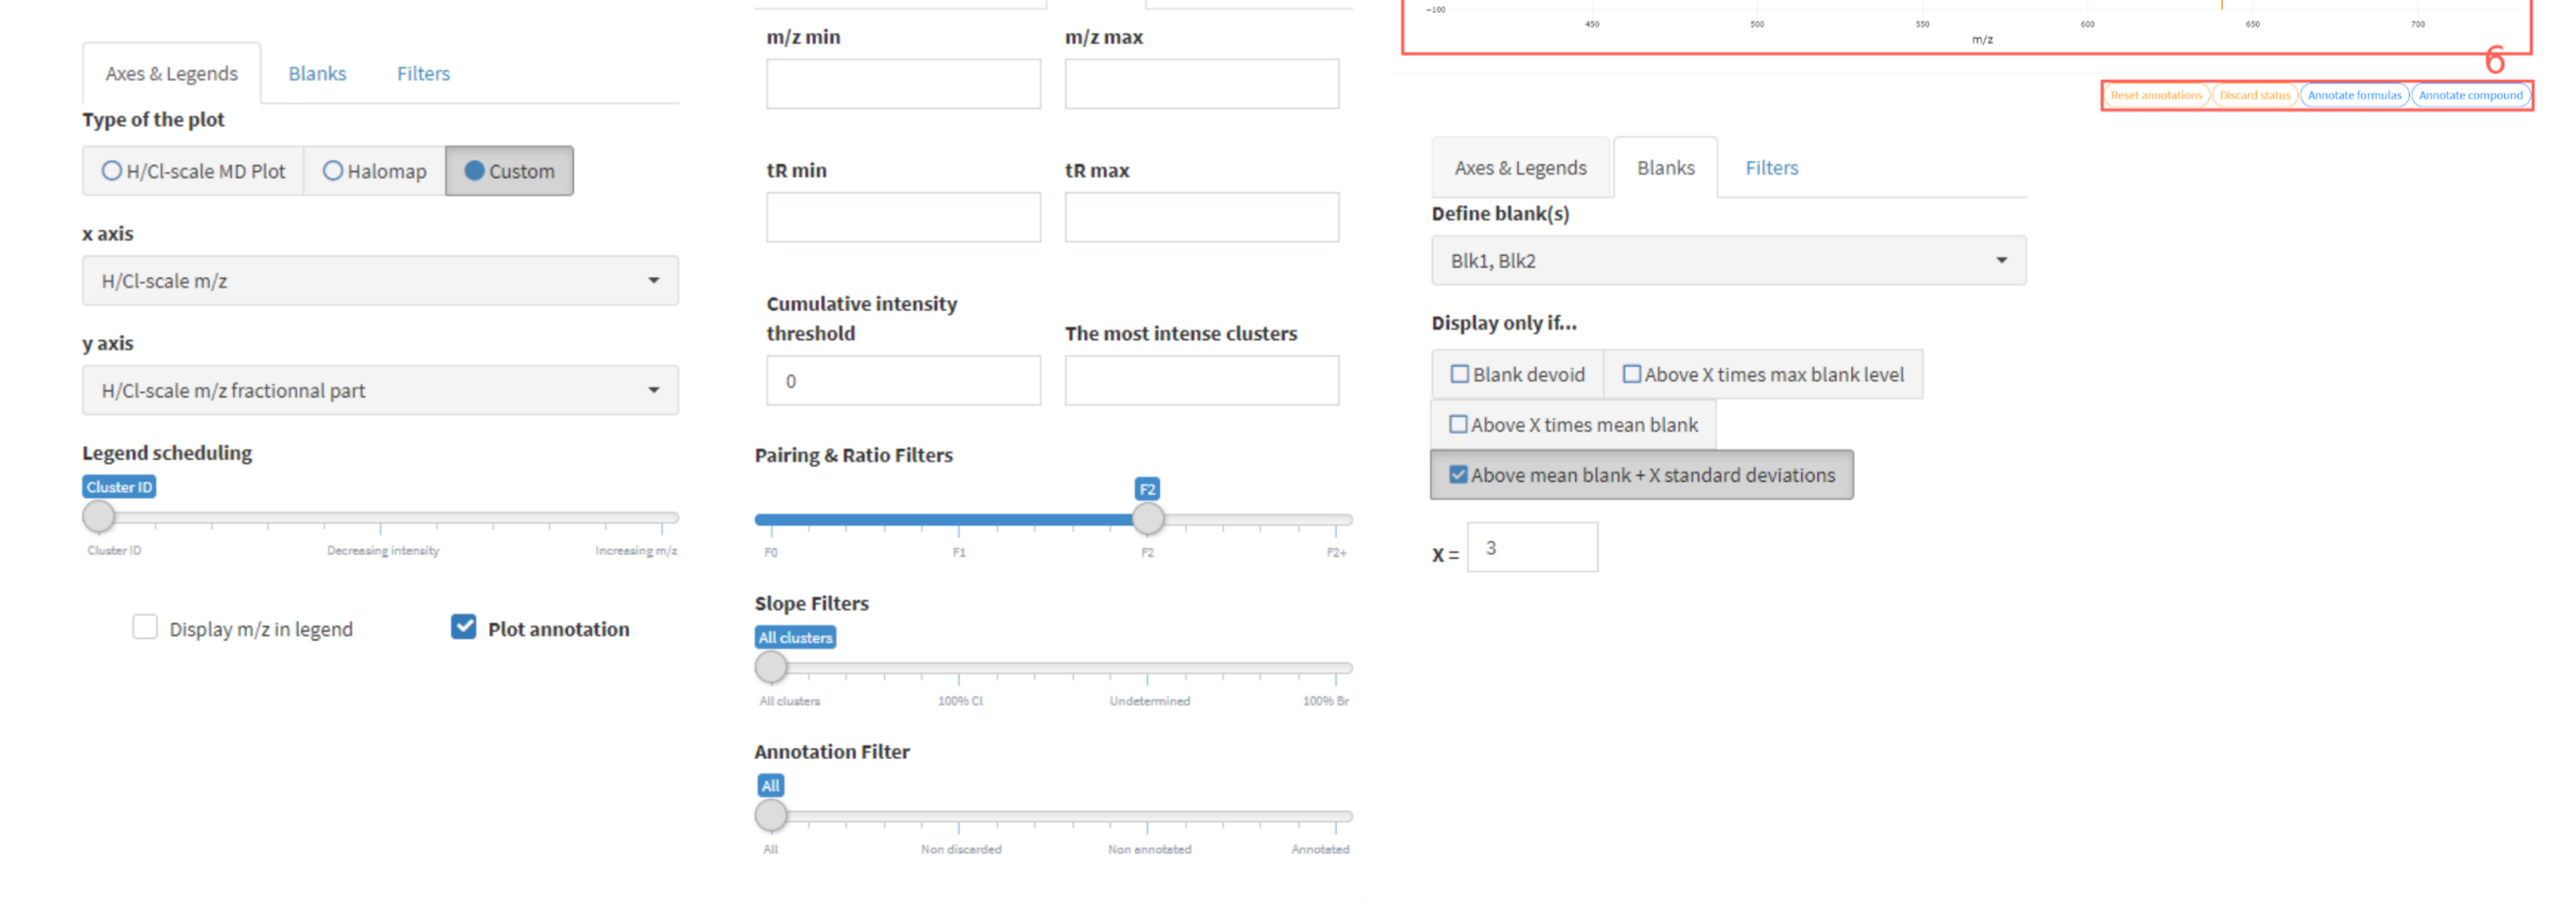 Axes & Legends Blanks Filters
Type of the plot
H/Cl-scale MD Plot Halomap Custom
x axis
H/Cl-scale m/z
y axis
H/Cl-scale m/z fractionnal part
Legend scheduling
Cluster ID
Cluster ID Decreasing intensity Increasing m/z
Display m/z in legend Plot annotation
m/z min m/z max
tR min tR max
Cumulative intensity
threshold The most intense clusters
0
Pairing & Ratio Filters
F2
F0 F1 F2 F2+
Slope Filters
All clusters
All clusters 100% Cl Undetermined 100% Br
Annotation Filter
All
All Non discarded Non annotated Annotated
−100
450 500 550 600 650 700
m/z
6
Reset annotations Discard status Annotate formulas Annotate compound
Axes & Legends Blanks Filters
Define blank(s)
Blk1, Blk2
Display only if...
Blank devoid Above X times max blank level
Above X times mean blank
Above mean blank + X standard deviations
X = 3